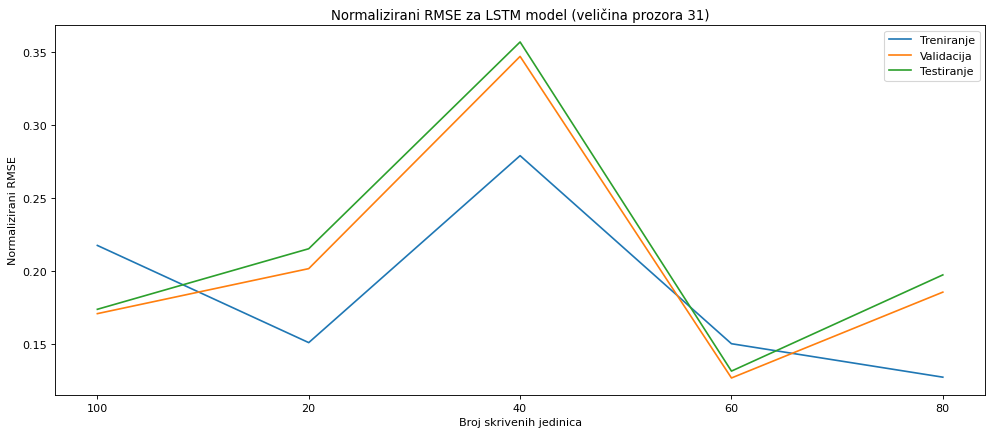 Normalizirani RMSE za LSTM model (veličina prozora 31)
Treniranje
Validacija
Testiranje
Normalizirani RMSE
0.35
0.30
0.25
0.20
0.15
100 20 40 60 80
Broj skrivenih jedinica